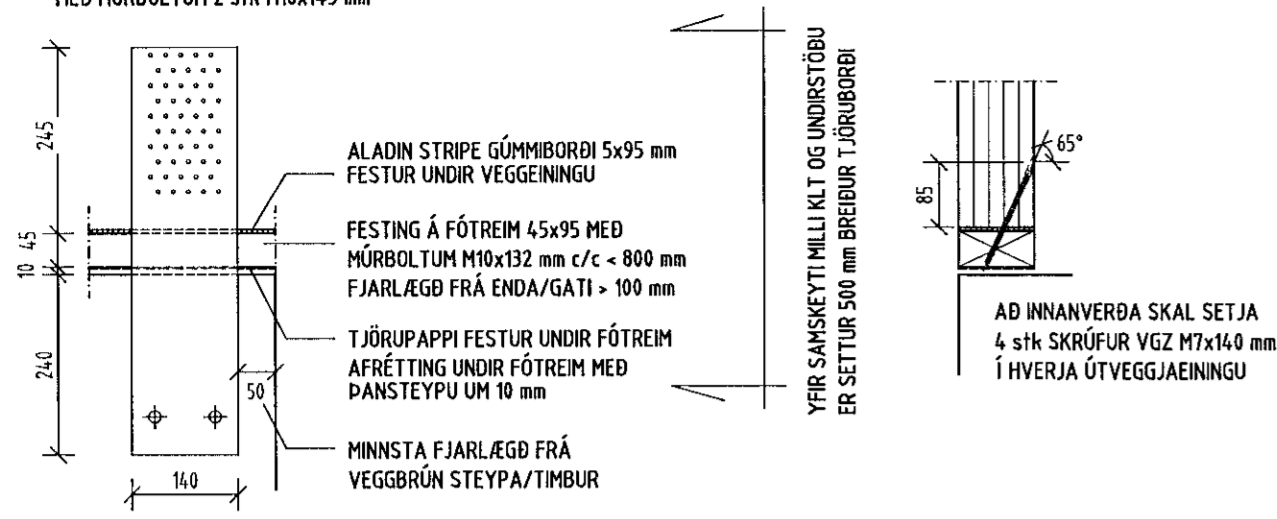 MEÐ MÚRBOLTUM 2 STK M10x145 mm
245
10 45
240
140
50
ALADIN STRIPE GÚMMIBORÐI 5x95 mm
FESTUR UNDIR VEGGEININGU
FESTING Á FÓTREIM 45x95 MEÐ
MÚRBOLTUM M10x132 mm c/c < 800 mm
FJARLÆGÐ FRÁ ENDA/GATI > 100 mm
TJÖRUPAPPI FESTUR UNDIR FÓTREIM
AFRÉTTING UNDIR FÓTREIM MEÐ
ÞANSTEYPU UM 10 mm
MINNSTA FJARLÆGÐ FRÁ
VEGGBRÚN STEYPA/TIMBUR
YFIR SAMSKEYTI MILLI KLT OG UNDIRSTÖÐU
ER SETTUR 500 mm BREIÐUR TJÖRUBORÐI
65°
85
AÐ INNANVERÐA SKAL SETJA
4 stk SKRÚFUR VGZ M7x140 mm
Í HVERJA ÚTVEGGJAEININGU